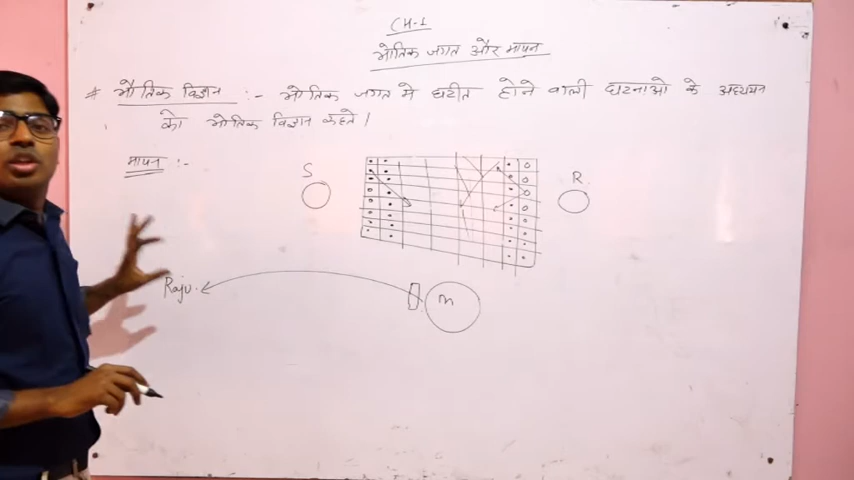 CH-1
भौतिक जगत और मापन
# भौतिक विज्ञान :- भौतिक जगत मे घटीत होने वाली घटनाओ के अध्ययन
को भौतिक विज्ञान कहते ।
मापन :-
S
R
Raju
m